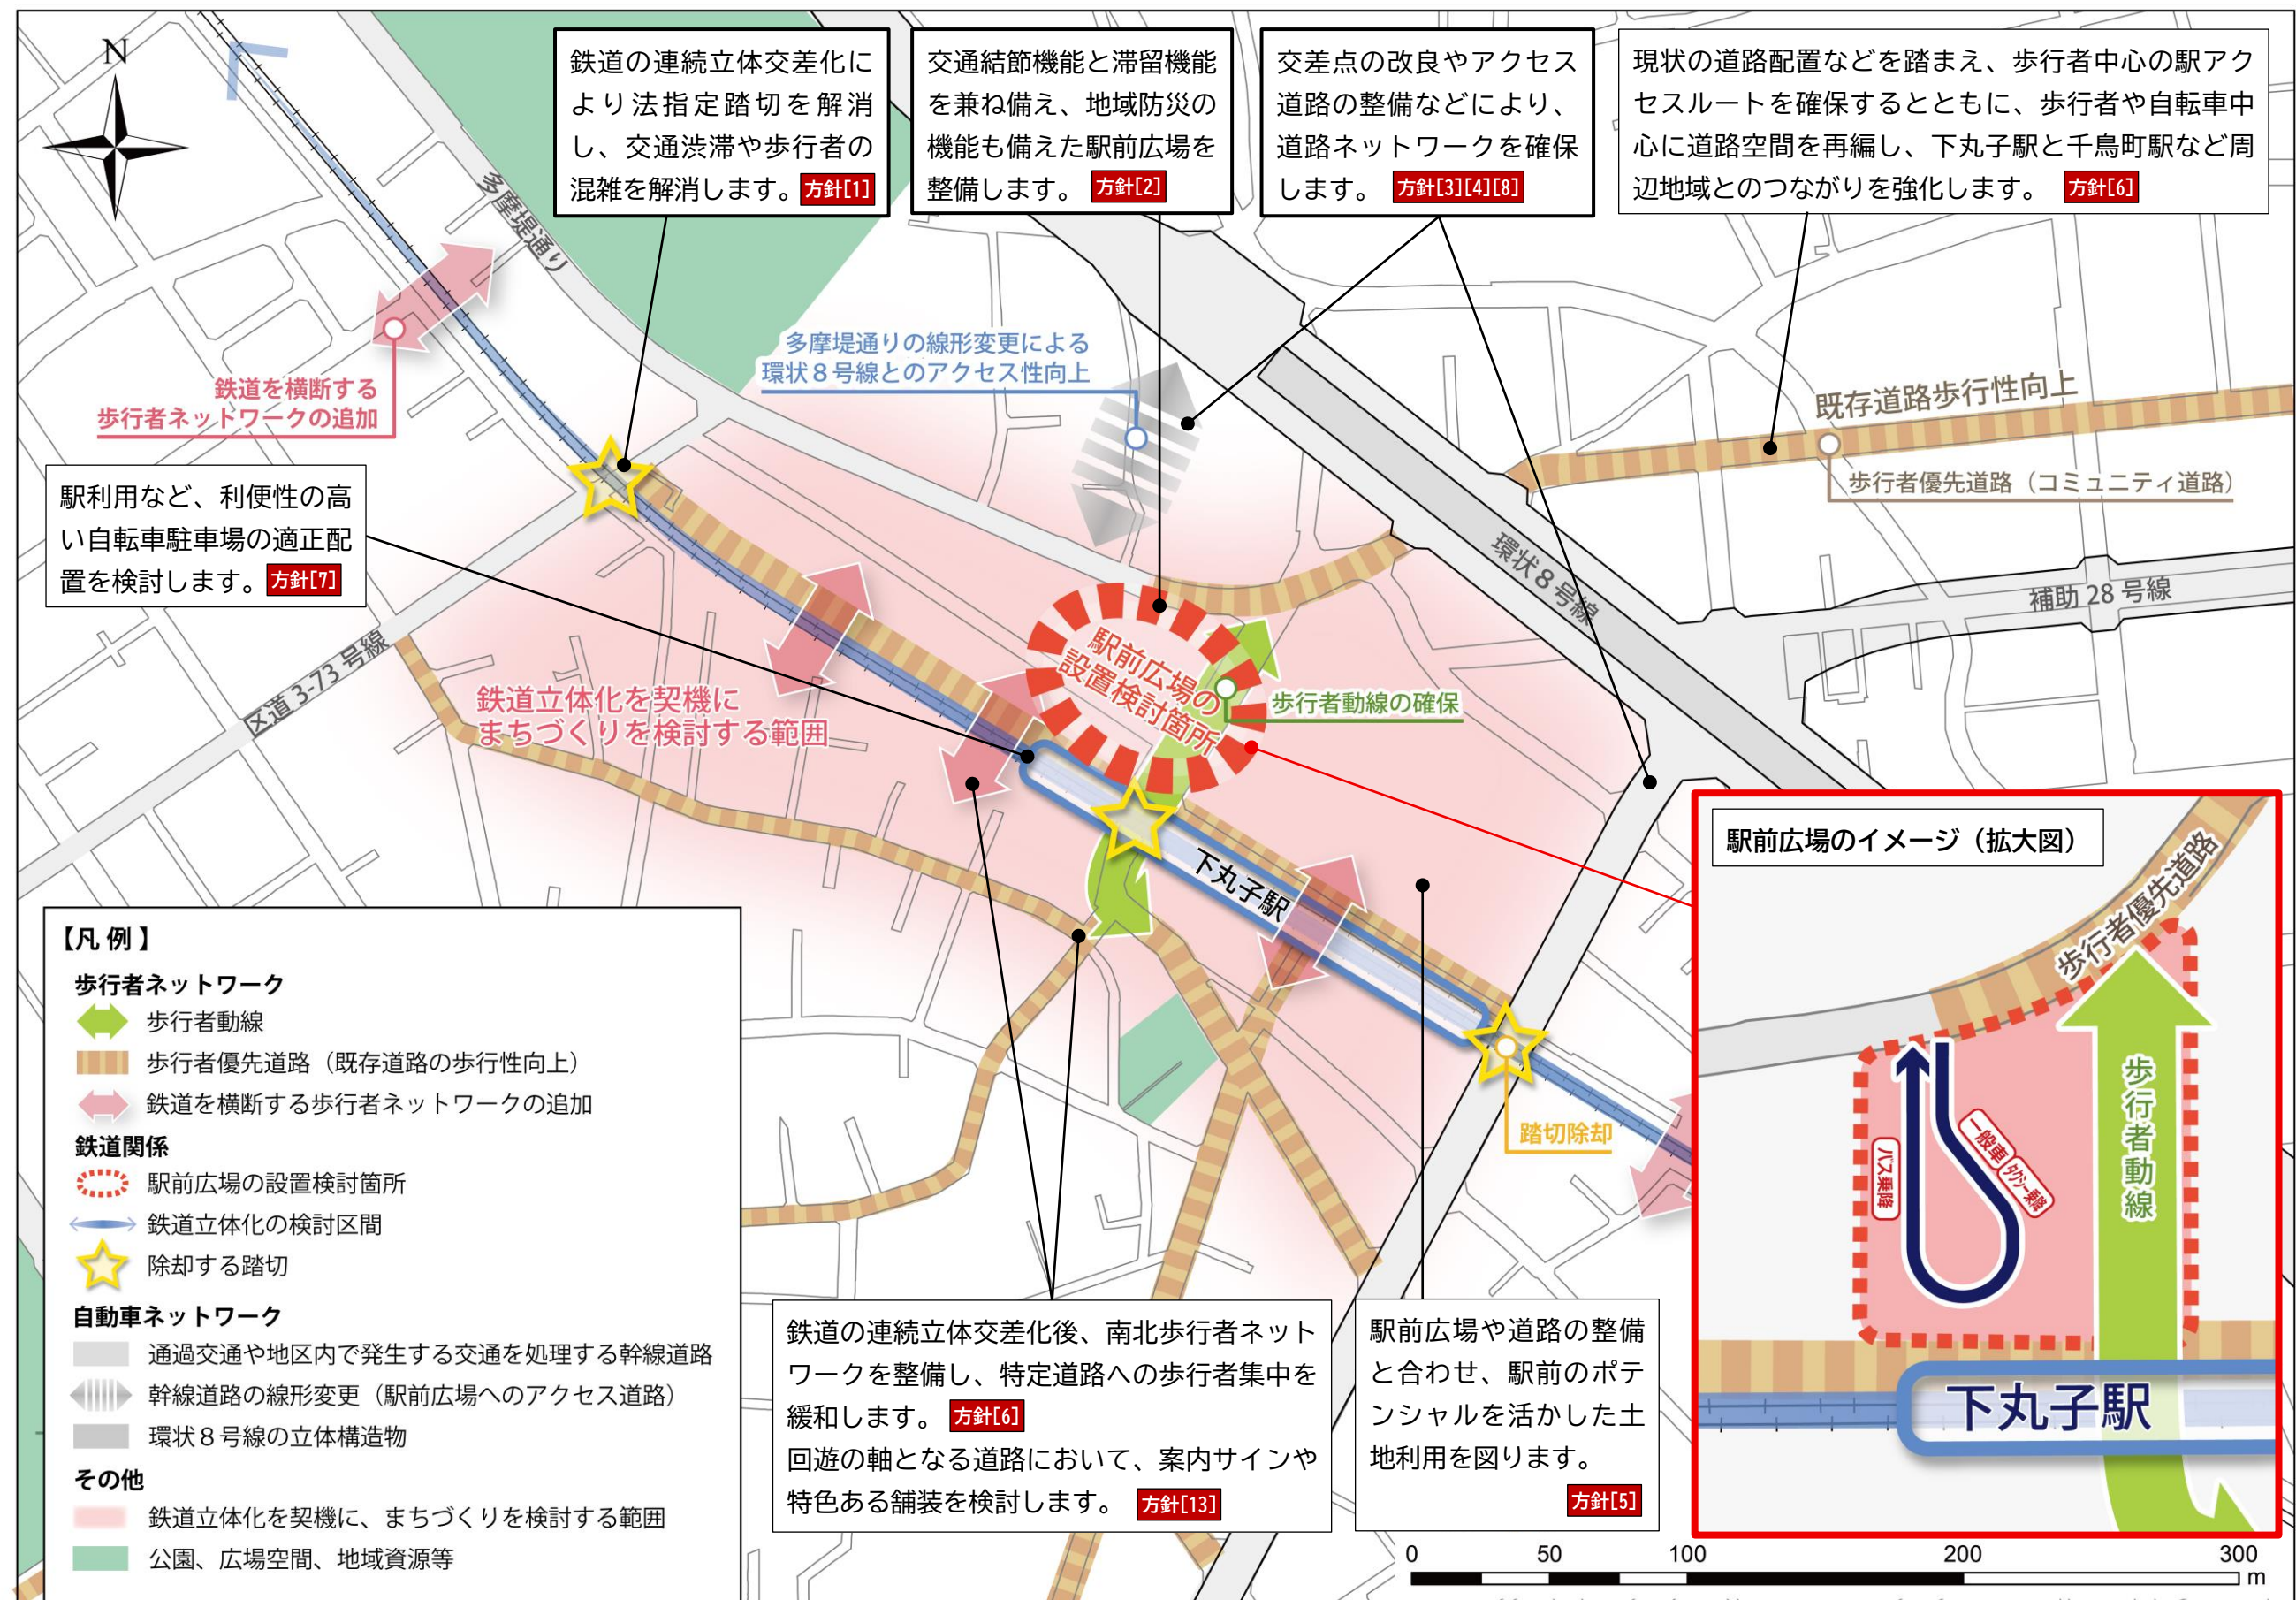 N
鉄道の連続立体交差化に
より法指定踏切を解消
し、交通渋滞や歩行者の
混雑を解消します。 方針[1]
交通結節機能と滞留機能
を兼ね備え、地域防災の
機能も備えた駅前広場を
整備します。 方針[2]
交差点の改良やアクセス
道路の整備などにより、
道路ネットワークを確保
します。 方針[3][4][8]
現状の道路配置などを踏まえ、歩行者中心の駅アク
セスルートを確保するとともに、歩行者や自転車中
心に道路空間を再編し、下丸子駅と千鳥町駅など周
辺地域とのつながりを強化します。 方針[6]
多摩堤通り
多摩堤通りの線形変更による
環状８号線とのアクセス性向上
鉄道を横断する
歩行者ネットワークの追加
既存道路歩行性向上
歩行者優先道路（コミュニティ道路）
駅利用など、利便性の高
い自転車駐車場の適正配
置を検討します。 方針[7]
環状８号線
補助 28 号線
区道 3-73 号線
駅前広場の
設置検討箇所
歩行者動線の確保
鉄道立体化を契機に
まちづくりを検討する範囲
下丸子駅
踏切除却
駅前広場のイメージ（拡大図）
歩行者優先道路
歩行者動線
バス乗降
一般車
タクシー乗降
下丸子駅
【凡 例】
歩行者ネットワーク
歩行者動線
歩行者優先道路（既存道路の歩行性向上）
鉄道を横断する歩行者ネットワークの追加
鉄道関係
駅前広場の設置検討箇所
鉄道立体化の検討区間
除却する踏切
自動車ネットワーク
通過交通や地区内で発生する交通を処理する幹線道路
幹線道路の線形変更（駅前広場へのアクセス道路）
環状８号線の立体構造物
その他
鉄道立体化を契機に、まちづくりを検討する範囲
公園、広場空間、地域資源等
鉄道の連続立体交差化後、南北歩行者ネット
ワークを整備し、特定道路への歩行者集中を
緩和します。 方針[6]
回遊の軸となる道路において、案内サインや
特色ある舗装を検討します。 方針[13]
駅前広場や道路の整備
と合わせ、駅前のポテ
ンシャルを活かした土
地利用を図ります。
方針[5]
0 50 100 200 300
m